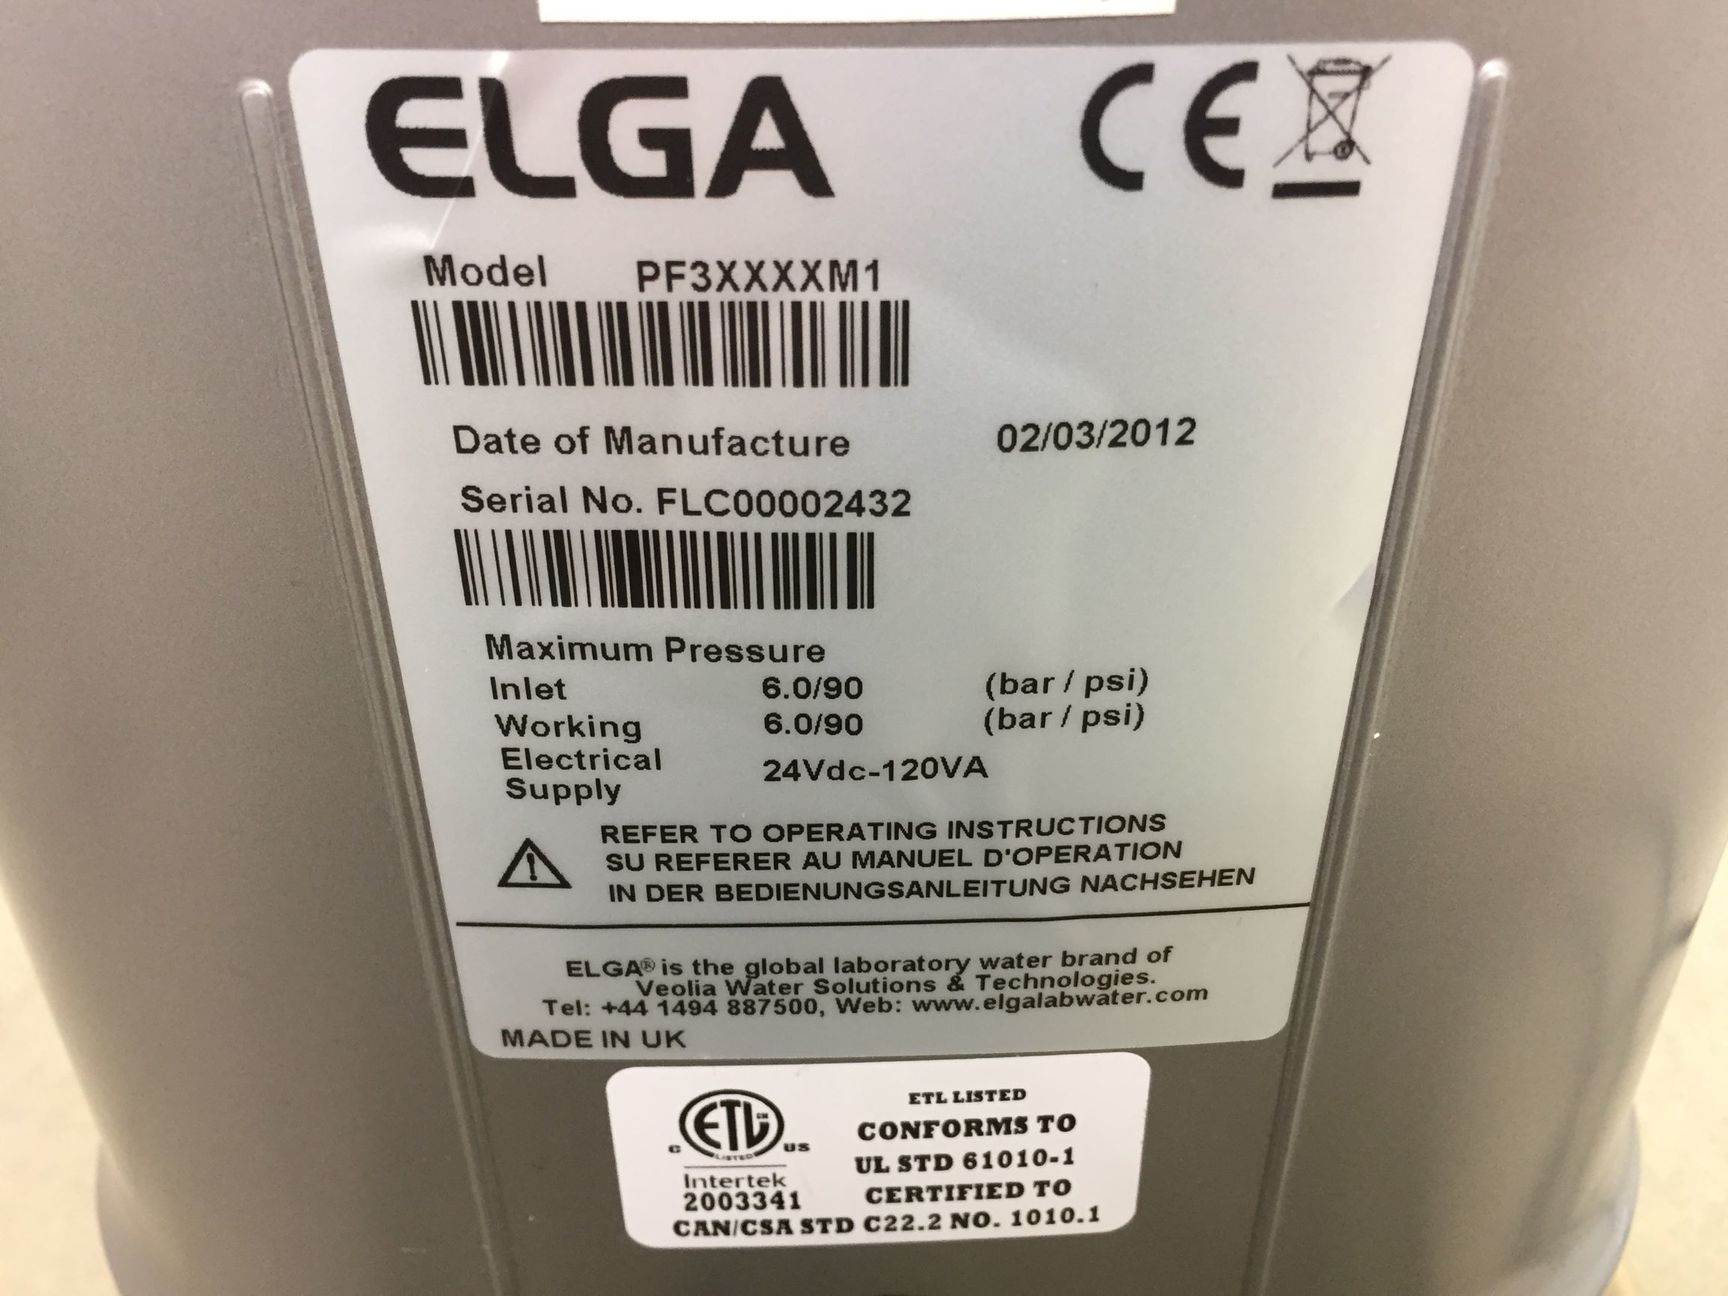 ELGA CE
Model PF3XXXXM1
Date of Manufacture 02/03/2012
Serial No. FLC00002432
Maximum Pressure
Inlet 6.0/90 (bar / psi)
Working 6.0/90 (bar / psi)
Electrical
Supply 24Vdc-120VA
REFER TO OPERATING INSTRUCTIONS
SU REFERER AU MANUEL D'OPERATION
IN DER BEDIENUNGSANLEITUNG NACHSEHEN
ELGA® is the global laboratory water brand of
Veolia Water Solutions & Technologies.
Tel: +44 1494 887500, Web: www.elgalabwater.com
MADE IN UK
ETL CM
LISTED
C US
Intertek
2003341
ETL LISTED
CONFORMS TO
UL STD 61010-1
CERTIFIED TO
CAN/CSA STD C22.2 NO. 1010.1